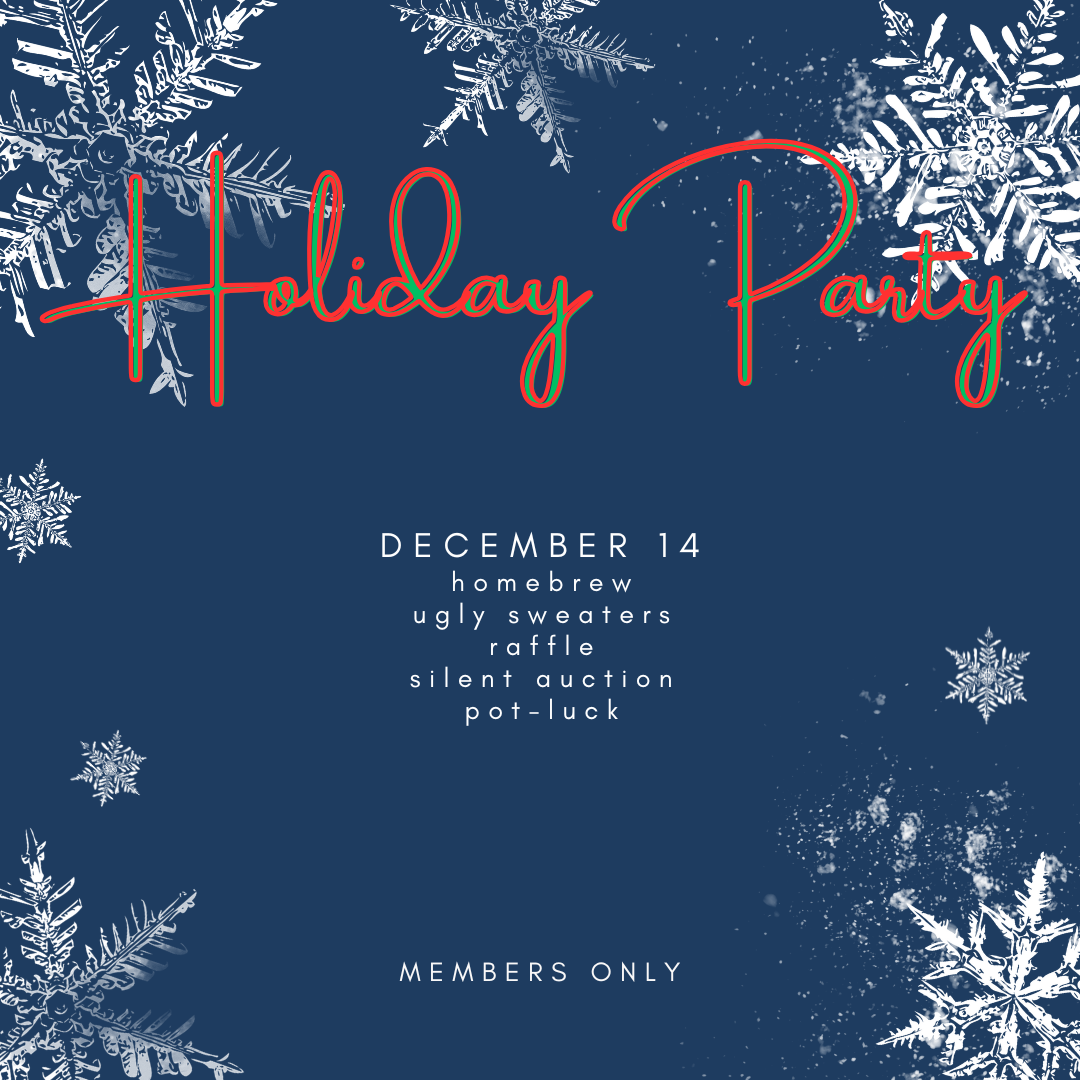 Holiday Party
DECEMBER 14
homebrew
ugly sweaters
raffle
silent auction
pot-luck
MEMBERS ONLY